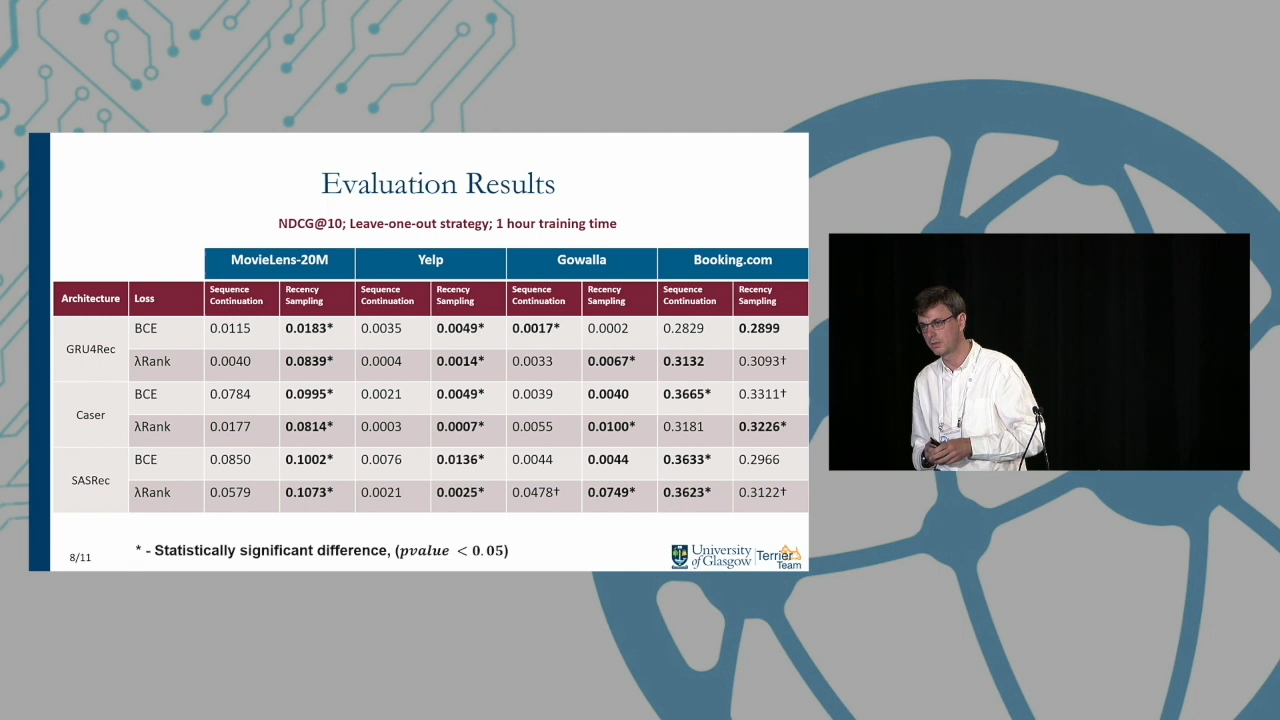 Evaluation Results
NDCG@10; Leave-one-out strategy; 1 hour training time
MovieLens-20M Yelp Gowalla Booking.com
Architecture Loss Sequence Continuation Recency Sampling Sequence Continuation Recency Sampling Sequence Continuation Recency Sampling Sequence Continuation Recency Sampling
GRU4Rec BCE 0.0115 0.0183* 0.0035 0.0049* 0.0017* 0.0002 0.2829 0.2899
λRank 0.0040 0.0839* 0.0004 0.0014* 0.0033 0.0067* 0.3132 0.3093†
Caser BCE 0.0784 0.0995* 0.0021 0.0049* 0.0039 0.0040 0.3665* 0.3311†
λRank 0.0177 0.0814* 0.0003 0.0007* 0.0055 0.0100* 0.3181 0.3226*
SASRec BCE 0.0850 0.1002* 0.0076 0.0136* 0.0044 0.0044 0.3633* 0.2966
λRank 0.0579 0.1073* 0.0021 0.0025* 0.0478† 0.0749* 0.3623* 0.3122†
* - Statistically significant difference, (pvalue < 0.05)
8/11
University of Glasgow
Terrier Team